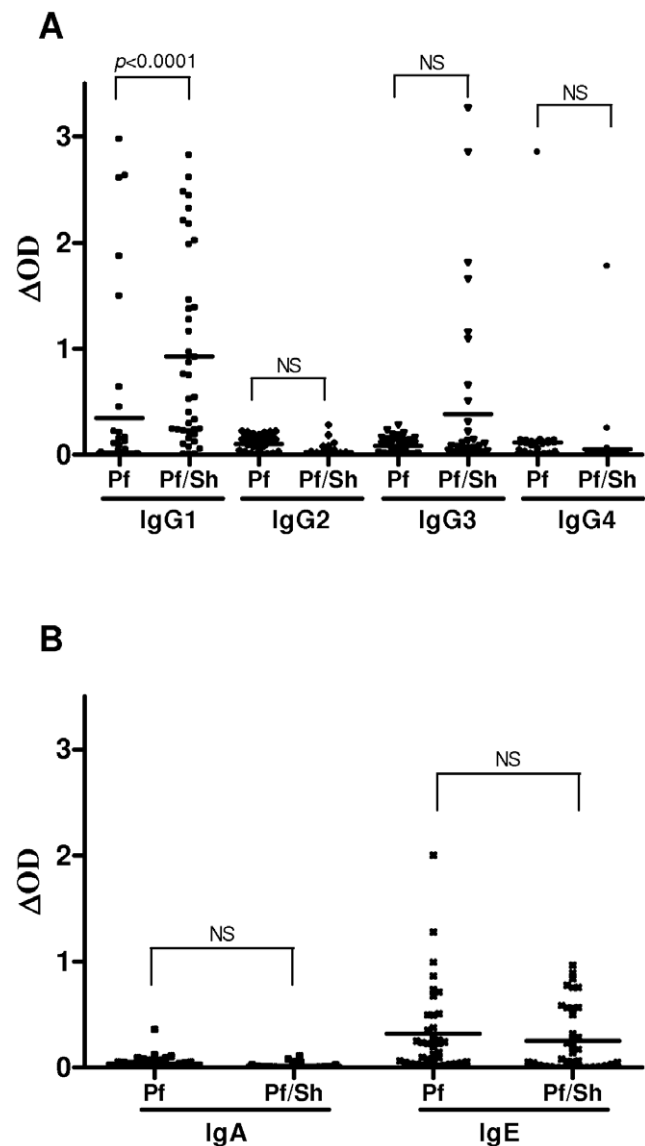 A
p<0.0001
NS
NS
NS
3
2
1
0
ΔOD
Pf Pf/Sh Pf Pf/Sh Pf Pf/Sh Pf Pf/Sh
IgG1 IgG2 IgG3 IgG4
B
NS
NS
3
2
1
0
ΔOD
Pf Pf/Sh Pf Pf/Sh
IgA IgE